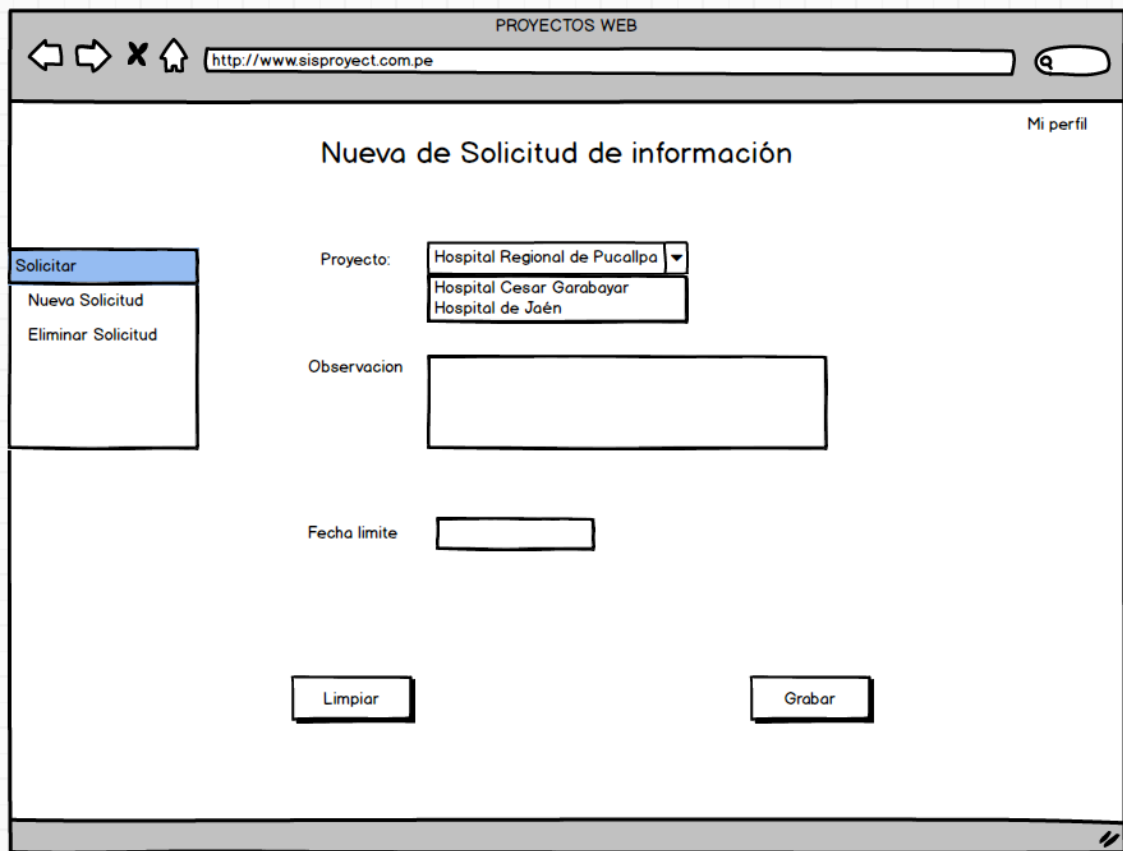 PROYECTOS WEB
http://www.sisproyect.com.pe
Mi perfil
Nueva de Solicitud de información
Solicitar
Nueva Solicitud
Eliminar Solicitud
Proyecto:
Hospital Regional de Pucallpa
Hospital Cesar Garabayar
Hospital de Jaén
Observacion
Fecha limite
Limpiar
Grabar